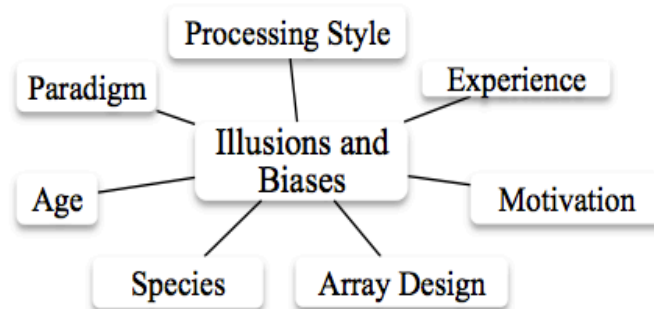 Processing Style
Paradigm
Experience
Illusions and
Biases
Age
Motivation
Species
Array Design